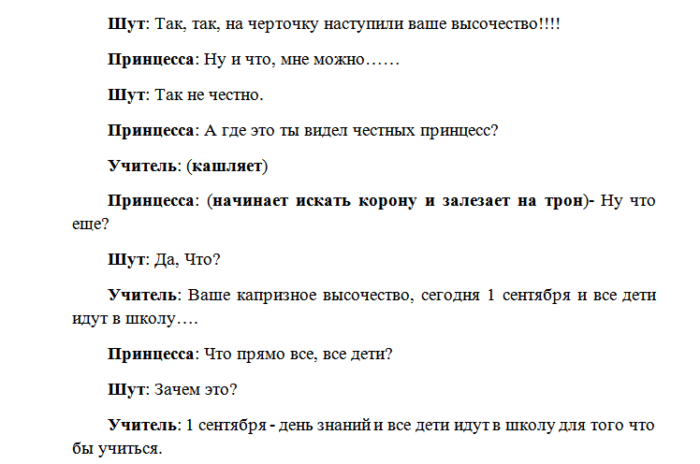 Шут: Так, так, на черточку наступили ваше высочество!!!!
Принцесса: Ну и что, мне можно……
Шут: Так не честно.
Принцесса: А где это ты видел честных принцесс?
Учитель: (кашляет)
Принцесса: (начинает искать корону и залезает на трон)- Ну что
еще?
Шут: Да, Что?
Учитель: Ваше капризное высочество, сегодня 1 сентября и все дети
идут в школу….
Принцесса: Что прямо все, все дети?
Шут: Зачем это?
Учитель: 1 сентября - день знаний и все дети идут в школу для того что
бы учиться.